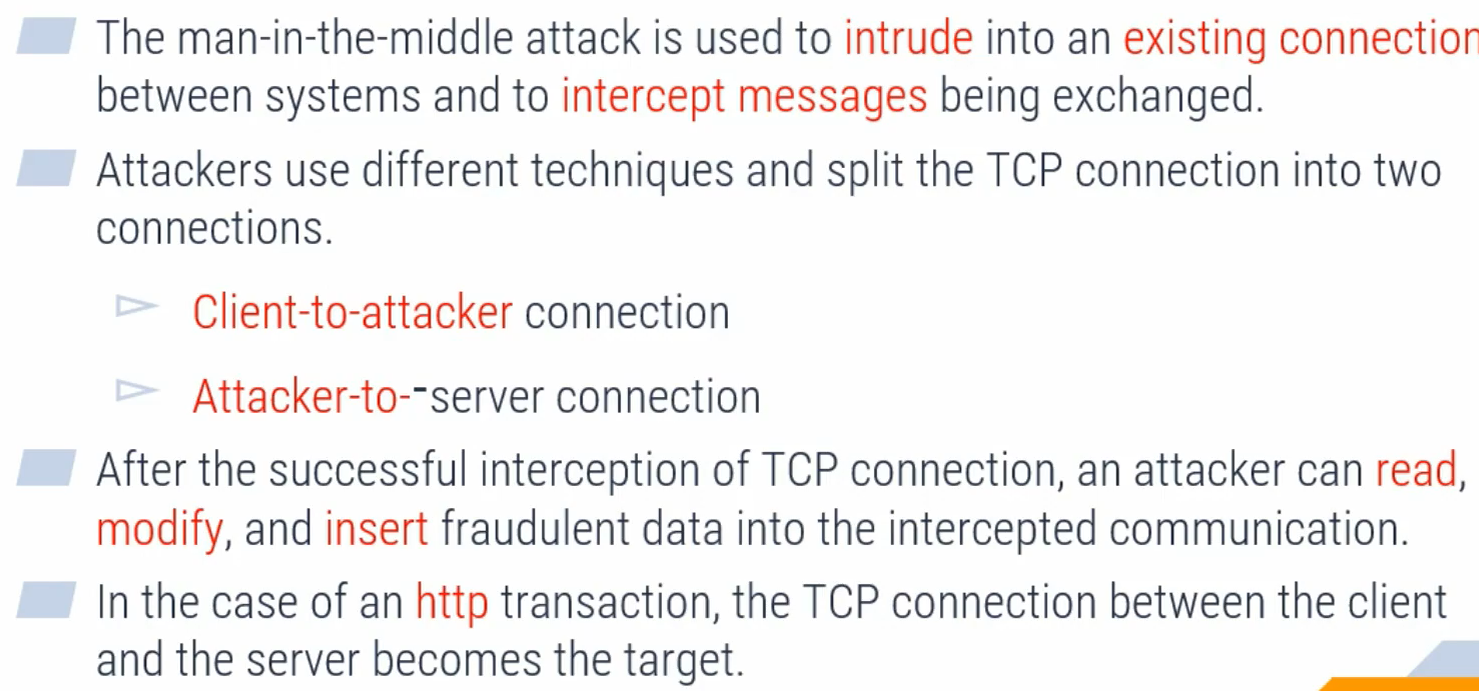 The man-in-the-middle attack is used to intrude into an existing connection
between systems and to intercept messages being exchanged.
Attackers use different techniques and split the TCP connection into two
connections.
Client-to-attacker connection
Attacker-to--server connection
After the successful interception of TCP connection, an attacker can read,
modify, and insert fraudulent data into the intercepted communication.
In the case of an http transaction, the TCP connection between the client
and the server becomes the target.